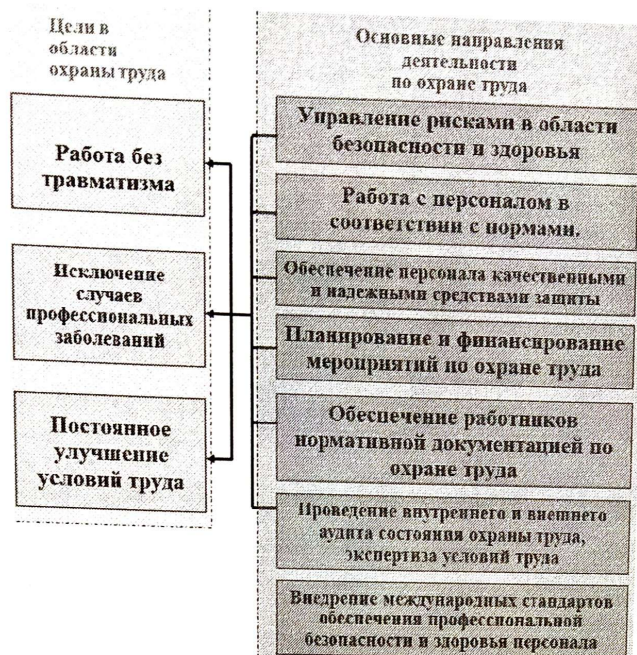 Цели в
области
охраны труда
Работа без
травматизма
Исключение
случаев
профессиональных
заболеваний
Постоянное
улучшение
условий труда
Основные направления
деятельности
по охране труда
Управление рисками в области
безопасности и здоровья
Работа с персоналом в
соответствии с нормами.
Обеспечение персонала качественными
и надежными средствами защиты
Планирование и финансирование
мероприятий по охране труда
Обеспечение работников
нормативной документацией по
охране труда
Проведение внутреннего и внешнего
аудита состояния охраны труда,
экспертиза условий труда
Внедрение международных стандартов
обеспечения профессиональной
безопасности и здоровья персонала